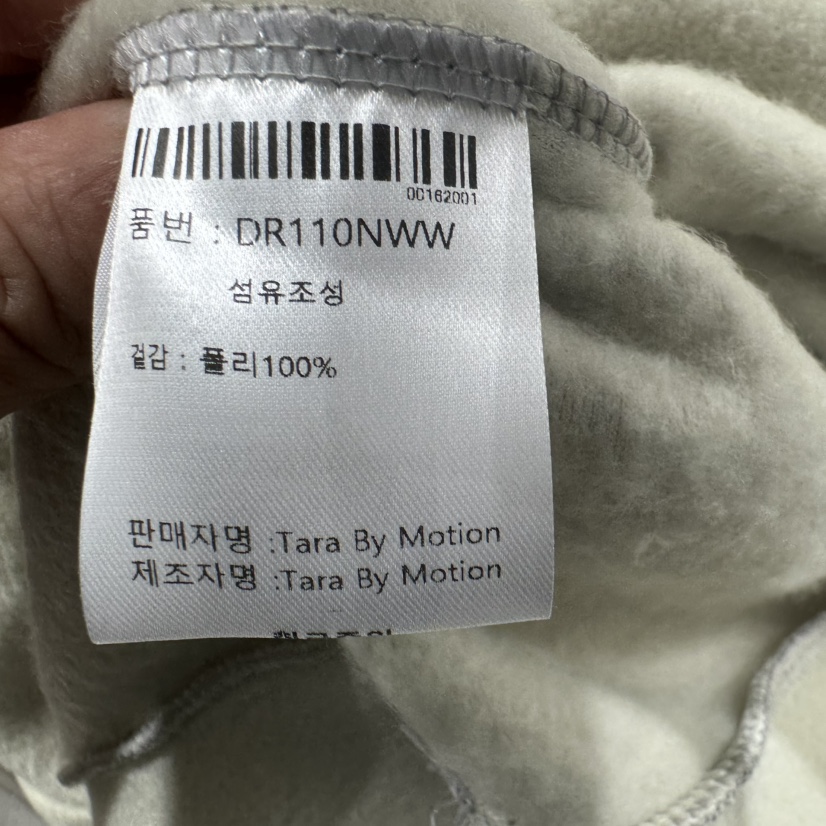 0C162001
품번 : DR110NWW
섬유조성
겉감 : 폴리100%
판매자명 :Tara By Motion
제조자명 :Tara By Motion